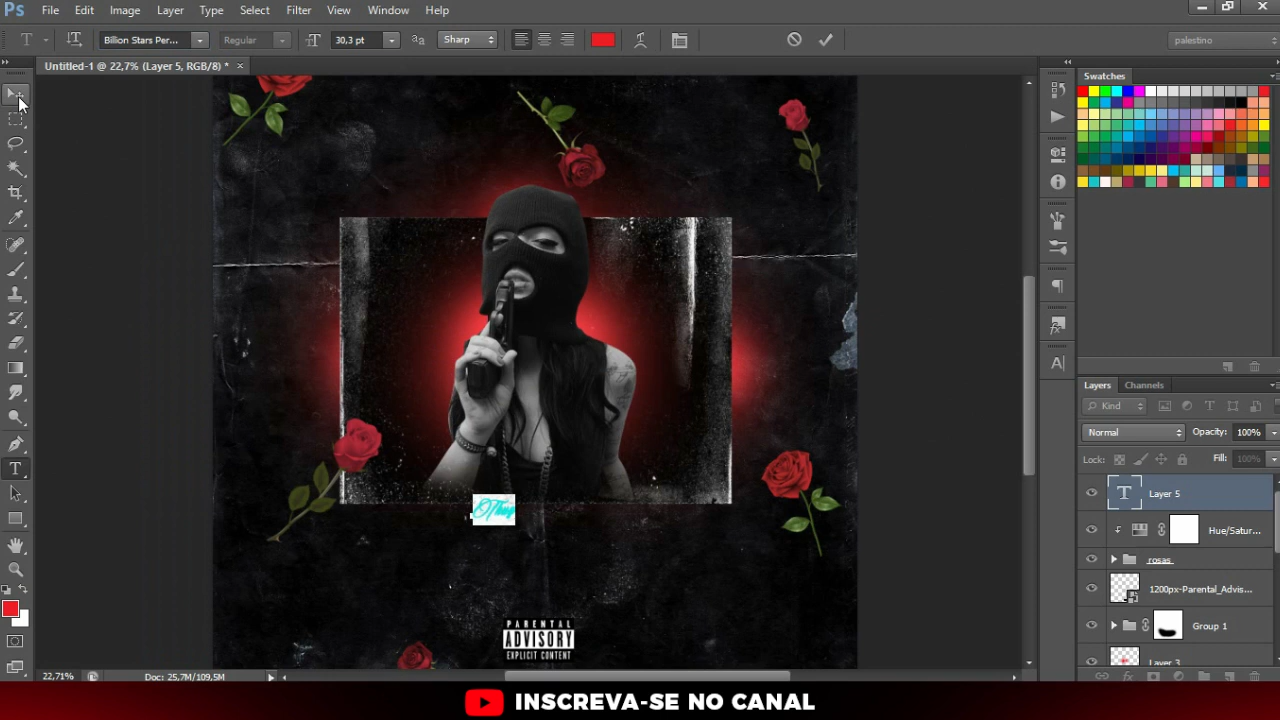 Ps File Edit Image Layer Type Select Filter View Window Help
T Billion Stars Per... Regular 30,3 pt Sharp palestino
Untitled-1 @ 22,7% (Layer 5, RGB/8) *
Swatches
Layers Channels
Kind
Normal Opacity: 100%
Lock: Fill: 100%
T Layer 5
Hue/Satur...
rosas
1200px-Parental_Advis...
Group 1
Layer 3
PARENTAL
ADVISORY
EXPLICIT CONTENT
22,71% Doc: 25,7M/109,5M
INSCREVA-SE NO CANAL